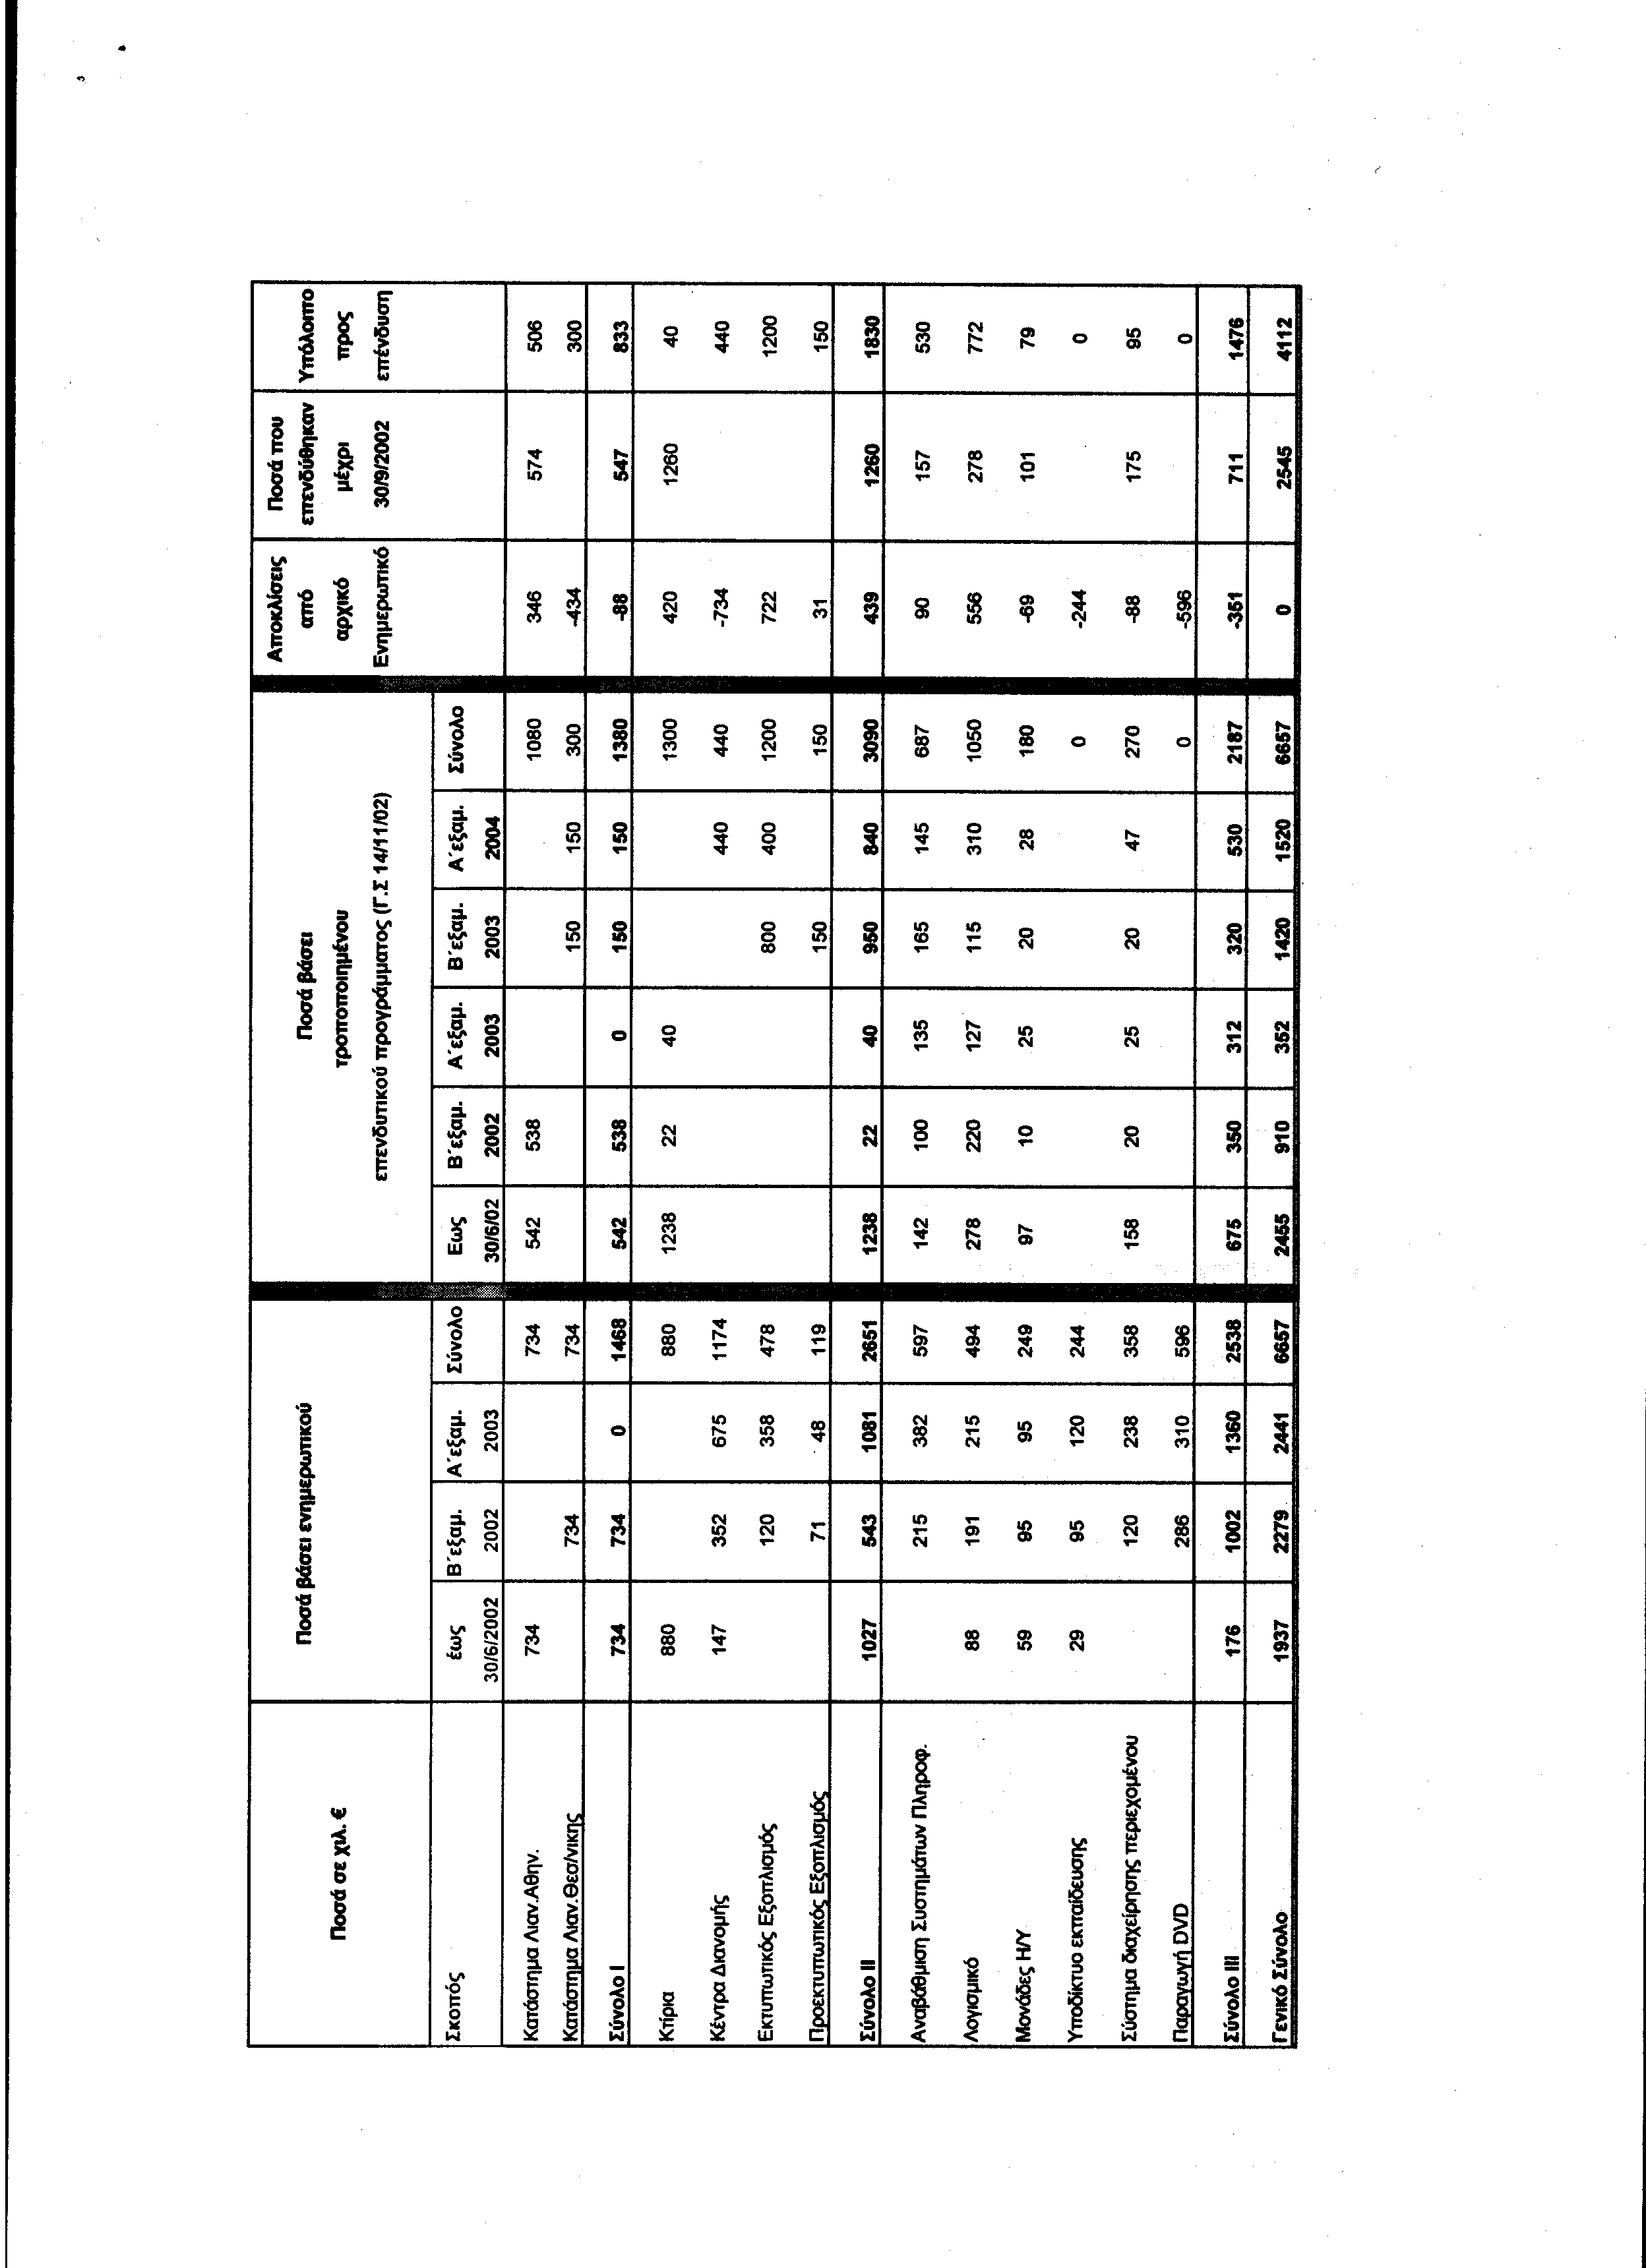 Ποσά σε χιλ. € Ποσά βάσει ενημερωτικού Ποσά βάσει τροποποιημένου επενδυτικού προγράμματος (Γ.Σ 14/11/02) Αποκλίσεις από αρχικό Ενημερωτικό Ποσά που επενδύθηκαν μέχρι 30/9/2002 Υπόλοιπο προς επένδυση
Σκοπός έως 30/6/2002 Β΄εξαμ. 2002 Α΄εξαμ. 2003 Σύνολο Εως 30/6/02 Β΄εξαμ. 2002 Α΄εξαμ. 2003 Β΄εξαμ. 2003 Α΄εξαμ. 2004 Σύνολο
Κατάστημα Λιαν.Αθην. 734 734 542 538 1080 346 574 506
Κατάστημα Λιαν.Θεσ/νικης 734 734 150 150 300 -434 300
Σύνολο Ι 734 734 0 1468 542 538 0 150 150 1380 -88 547 833
Κτίρια 880 880 1238 22 40 1300 420 1260 40
Κέντρα Διανομής 147 352 675 1174 440 440 -734 440
Εκτυπωτικός Εξοπλισμός 120 358 478 800 400 1200 722 1200
Προεκτυπωτικός Εξοπλισμός 71 48 119 150 150 31 150
Σύνολο ΙΙ 1027 543 1081 2651 1238 22 40 950 840 3090 439 1260 1830
Αναβάθμιση Συστημάτων Πληροφ. 215 382 597 142 100 135 165 145 687 90 157 530
Λογισμικό 88 191 215 494 278 220 127 115 310 1050 556 278 772
Μονάδες Η/Υ 59 95 95 249 97 10 25 20 28 180 -69 101 79
Υποδίκτυο εκπαίδευσης 29 95 120 244 0 -244 0
Σύστημα διαχείρησης περιεχομένου 120 238 358 158 20 25 20 47 270 -88 175 95
Παραγωγή DVD 286 310 596 0 -596 0
Σύνολο ΙΙΙ 176 1002 1360 2538 675 350 312 320 530 2187 -351 711 1476
Γενικό Σύνολο 1937 2279 2441 6657 2455 910 352 1420 1520 6657 0 2545 4112